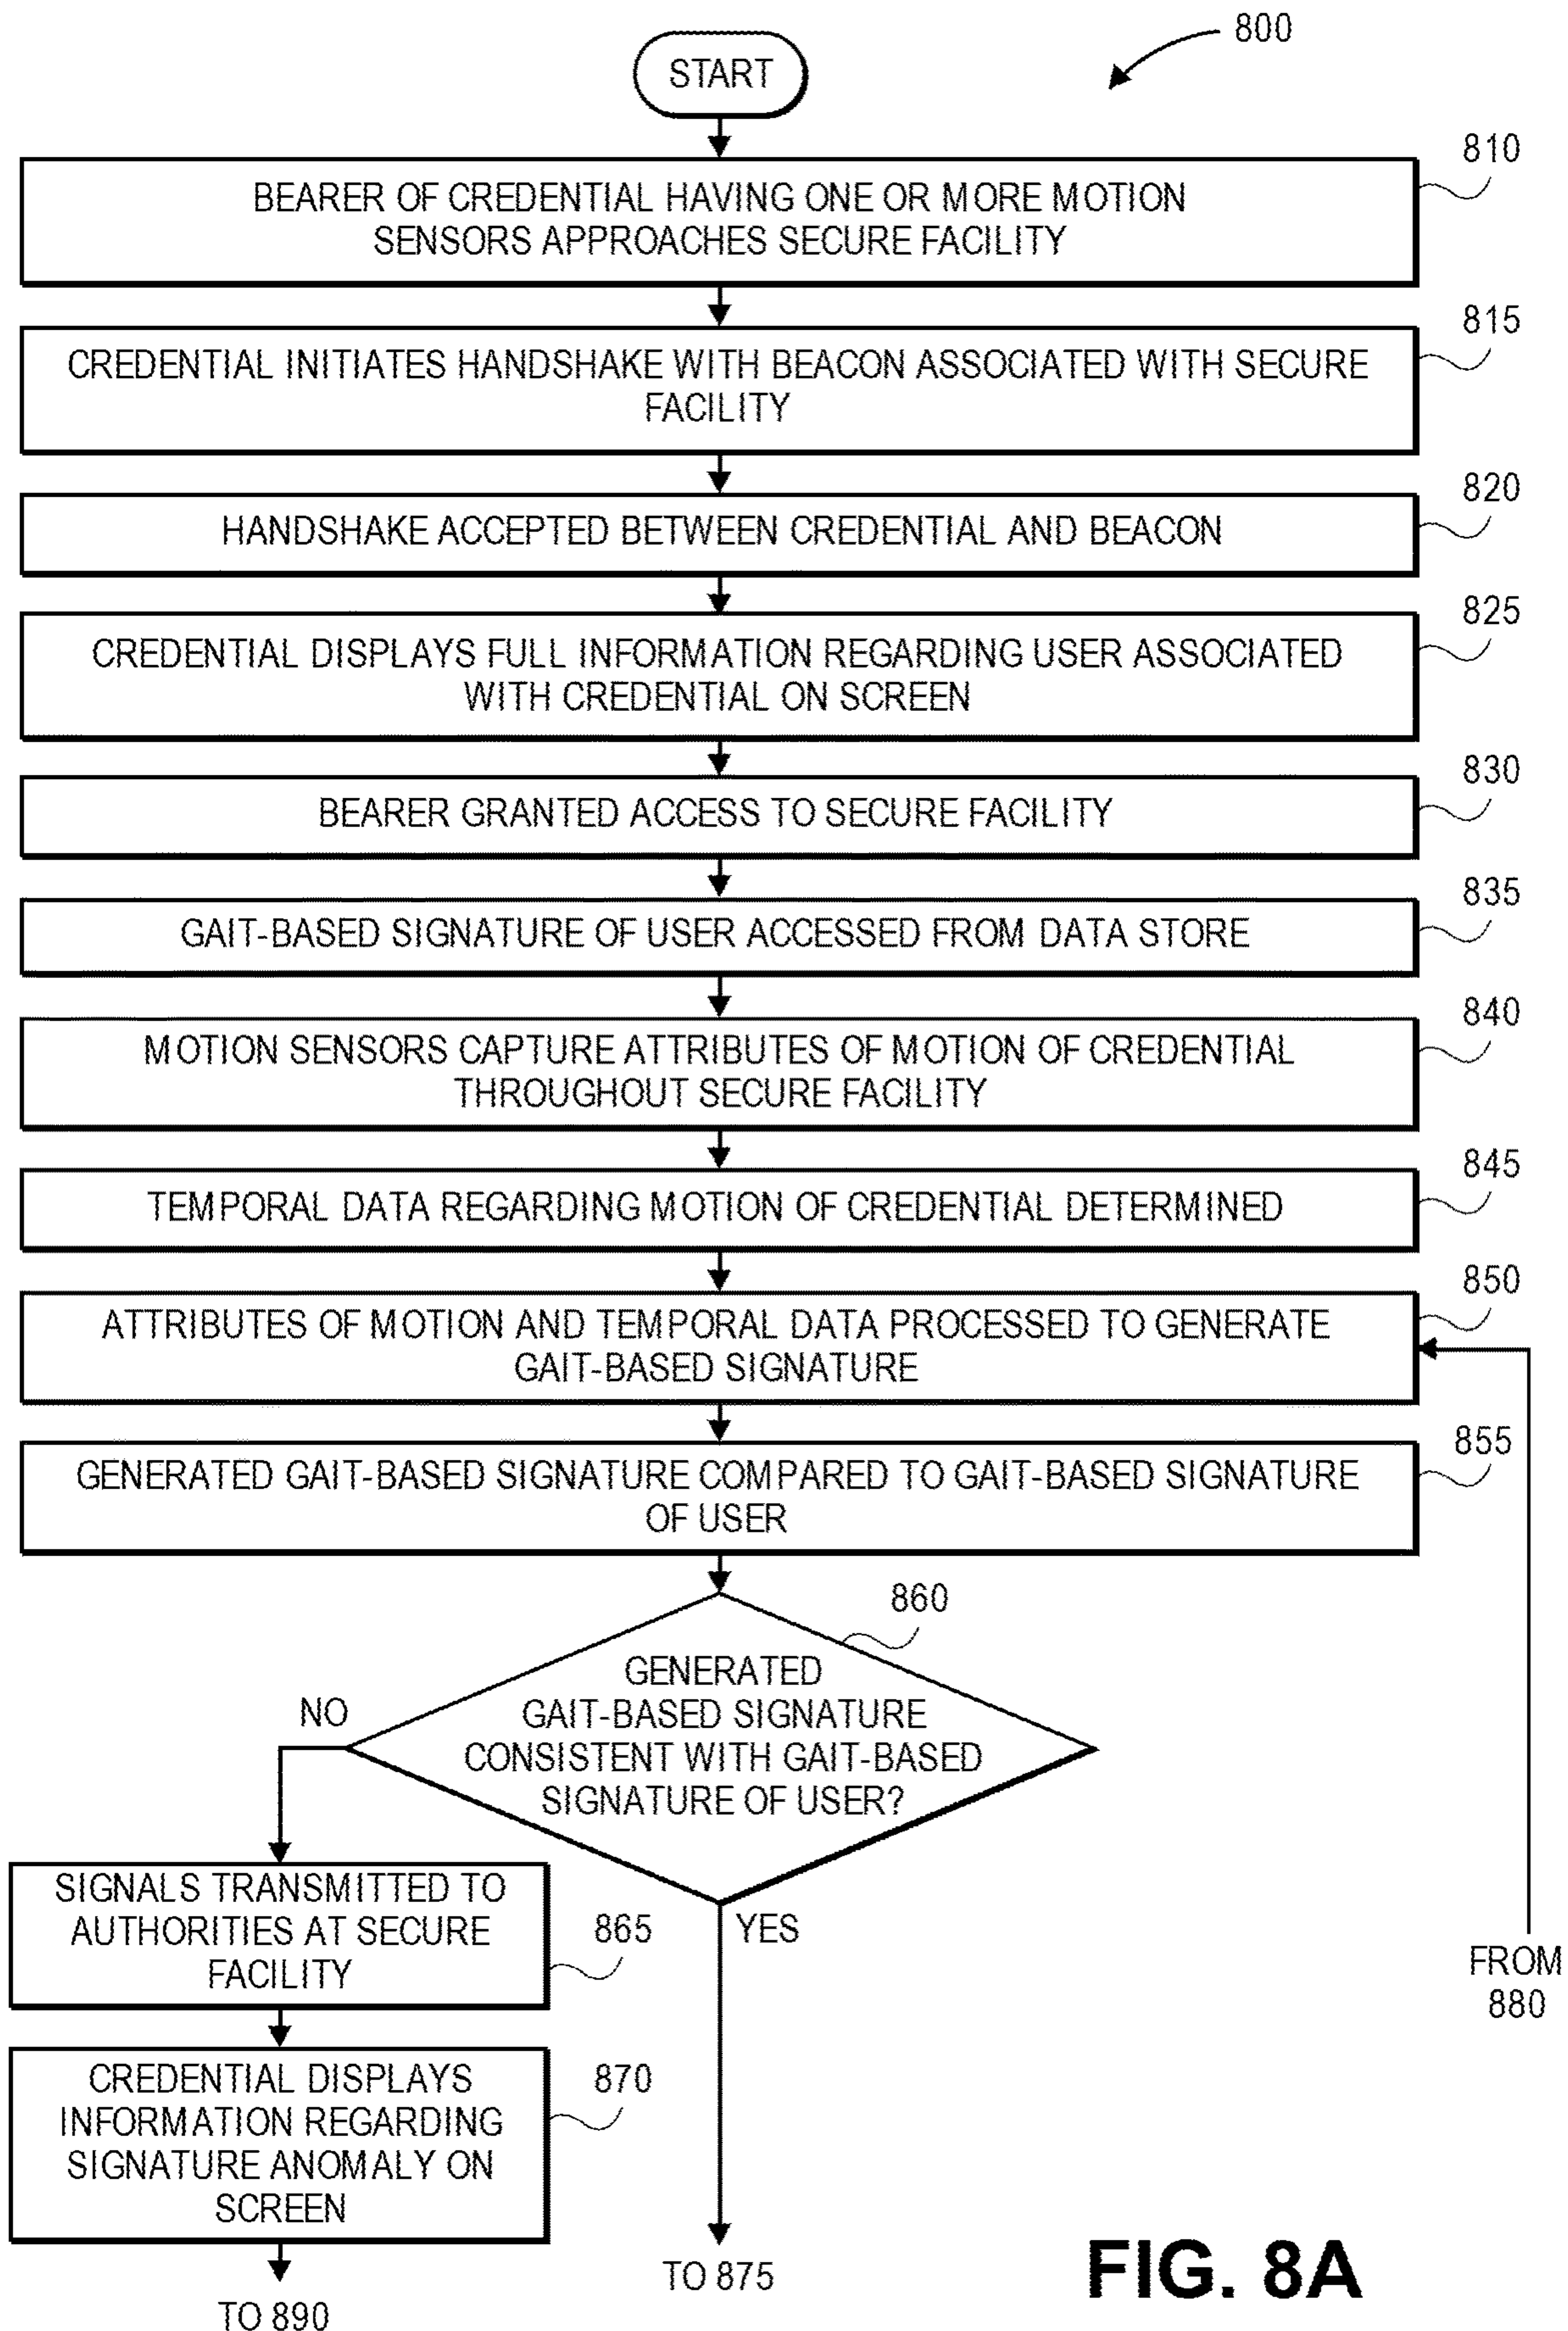 800
START
810
BEARER OF CREDENTIAL HAVING ONE OR MORE MOTION
SENSORS APPROACHES SECURE FACILITY
815
CREDENTIAL INITIATES HANDSHAKE WITH BEACON ASSOCIATED WITH SECURE
FACILITY
820
HANDSHAKE ACCEPTED BETWEEN CREDENTIAL AND BEACON
825
CREDENTIAL DISPLAYS FULL INFORMATION REGARDING USER ASSOCIATED
WITH CREDENTIAL ON SCREEN
830
BEARER GRANTED ACCESS TO SECURE FACILITY
835
GAIT-BASED SIGNATURE OF USER ACCESSED FROM DATA STORE
840
MOTION SENSORS CAPTURE ATTRIBUTES OF MOTION OF CREDENTIAL
THROUGHOUT SECURE FACILITY
845
TEMPORAL DATA REGARDING MOTION OF CREDENTIAL DETERMINED
850
ATTRIBUTES OF MOTION AND TEMPORAL DATA PROCESSED TO GENERATE
GAIT-BASED SIGNATURE
855
GENERATED GAIT-BASED SIGNATURE COMPARED TO GAIT-BASED SIGNATURE
OF USER
860
GENERATED
GAIT-BASED SIGNATURE
CONSISTENT WITH GAIT-BASED
SIGNATURE OF USER?
NO
YES
SIGNALS TRANSMITTED TO
AUTHORITIES AT SECURE
FACILITY
865
FROM
880
CREDENTIAL DISPLAYS
INFORMATION REGARDING
SIGNATURE ANOMALY ON
SCREEN
870
TO 875
TO 890
FIG. 8A